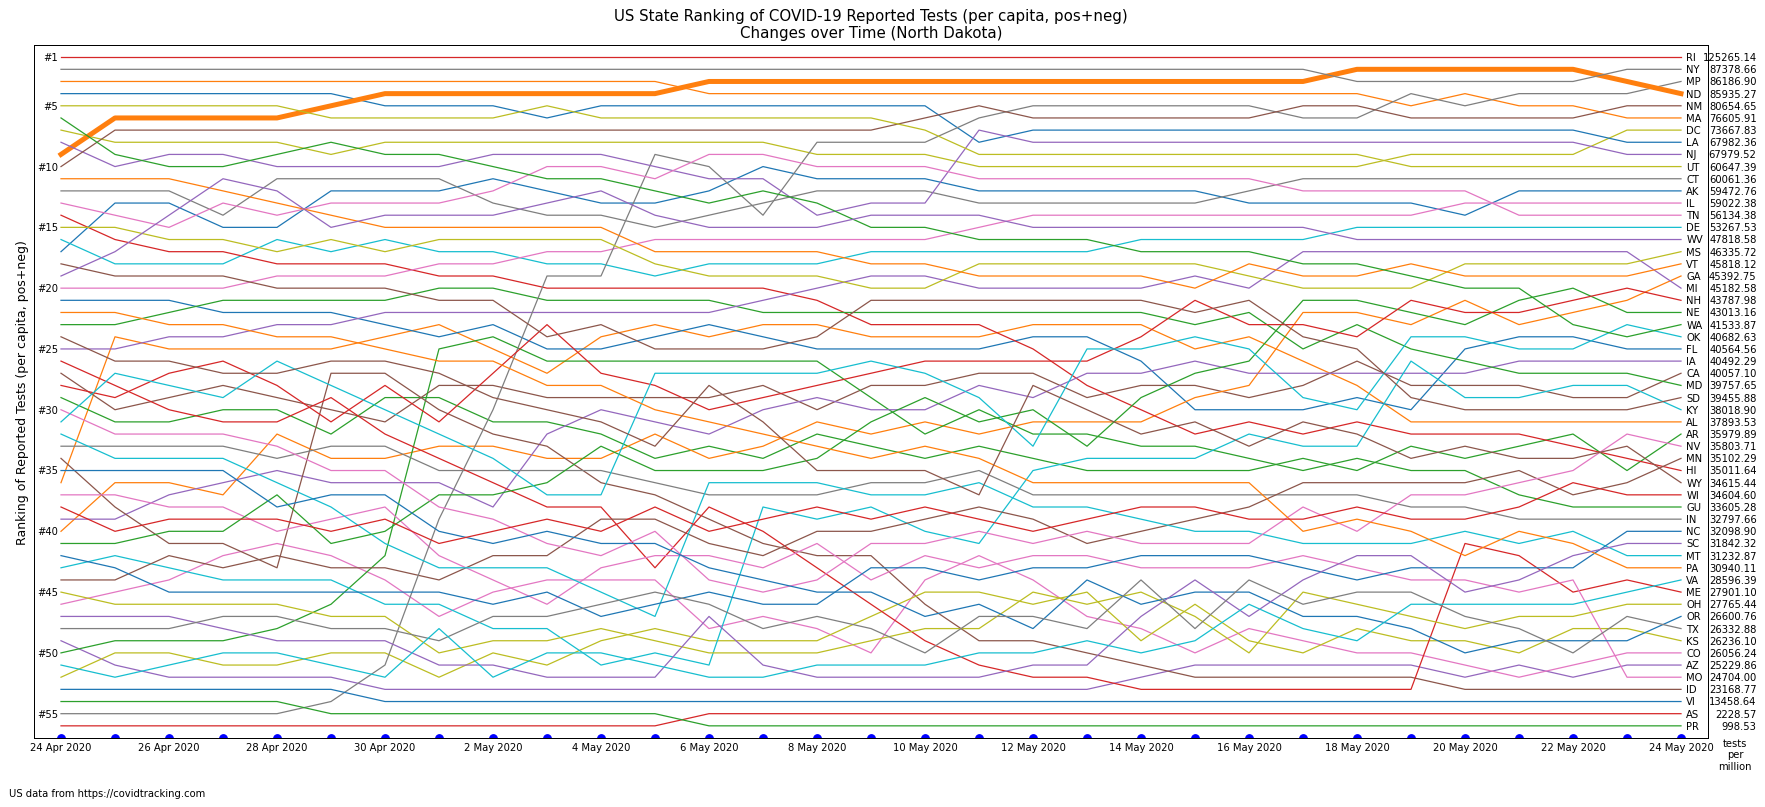 US State Ranking of COVID-19 Reported Tests (per capita, pos+neg)
Changes over Time (North Dakota)
Ranking of Reported Tests (per capita, pos+neg)
#1
#5
#10
#15
#20
#25
#30
#35
#40
#45
#50
#55
RI 125265.14
NY 87378.66
MP 86186.90
ND 85935.27
NM 80654.65
MA 76605.91
DC 73667.83
LA 67982.36
NJ 67979.52
UT 60647.39
CT 60061.36
AK 59472.76
IL 59022.38
TN 56134.38
DE 53267.53
WV 47818.58
MS 46335.72
VT 45818.12
GA 45392.75
MI 45182.58
NH 43787.98
NE 43013.16
WA 41533.87
OK 40682.63
FL 40564.56
IA 40492.29
CA 40057.10
MD 39757.65
SD 39455.88
KY 38018.90
AL 37893.53
AR 35979.89
NV 35803.71
MN 35102.29
HI 35011.64
WY 34615.44
WI 34604.60
GU 33605.28
IN 32797.66
NC 32098.90
SC 31842.32
MT 31232.87
PA 30940.11
VA 28596.39
ME 27901.10
OH 27765.44
OR 26600.76
TX 26332.88
KS 26236.10
CO 26056.24
AZ 25229.86
MO 24704.00
ID 23168.77
VI 13458.64
AS 2228.57
PR 998.53
24 Apr 2020
26 Apr 2020
28 Apr 2020
30 Apr 2020
2 May 2020
4 May 2020
6 May 2020
8 May 2020
10 May 2020
12 May 2020
14 May 2020
16 May 2020
18 May 2020
20 May 2020
22 May 2020
24 May 2020
tests
per
million
US data from https://covidtracking.com